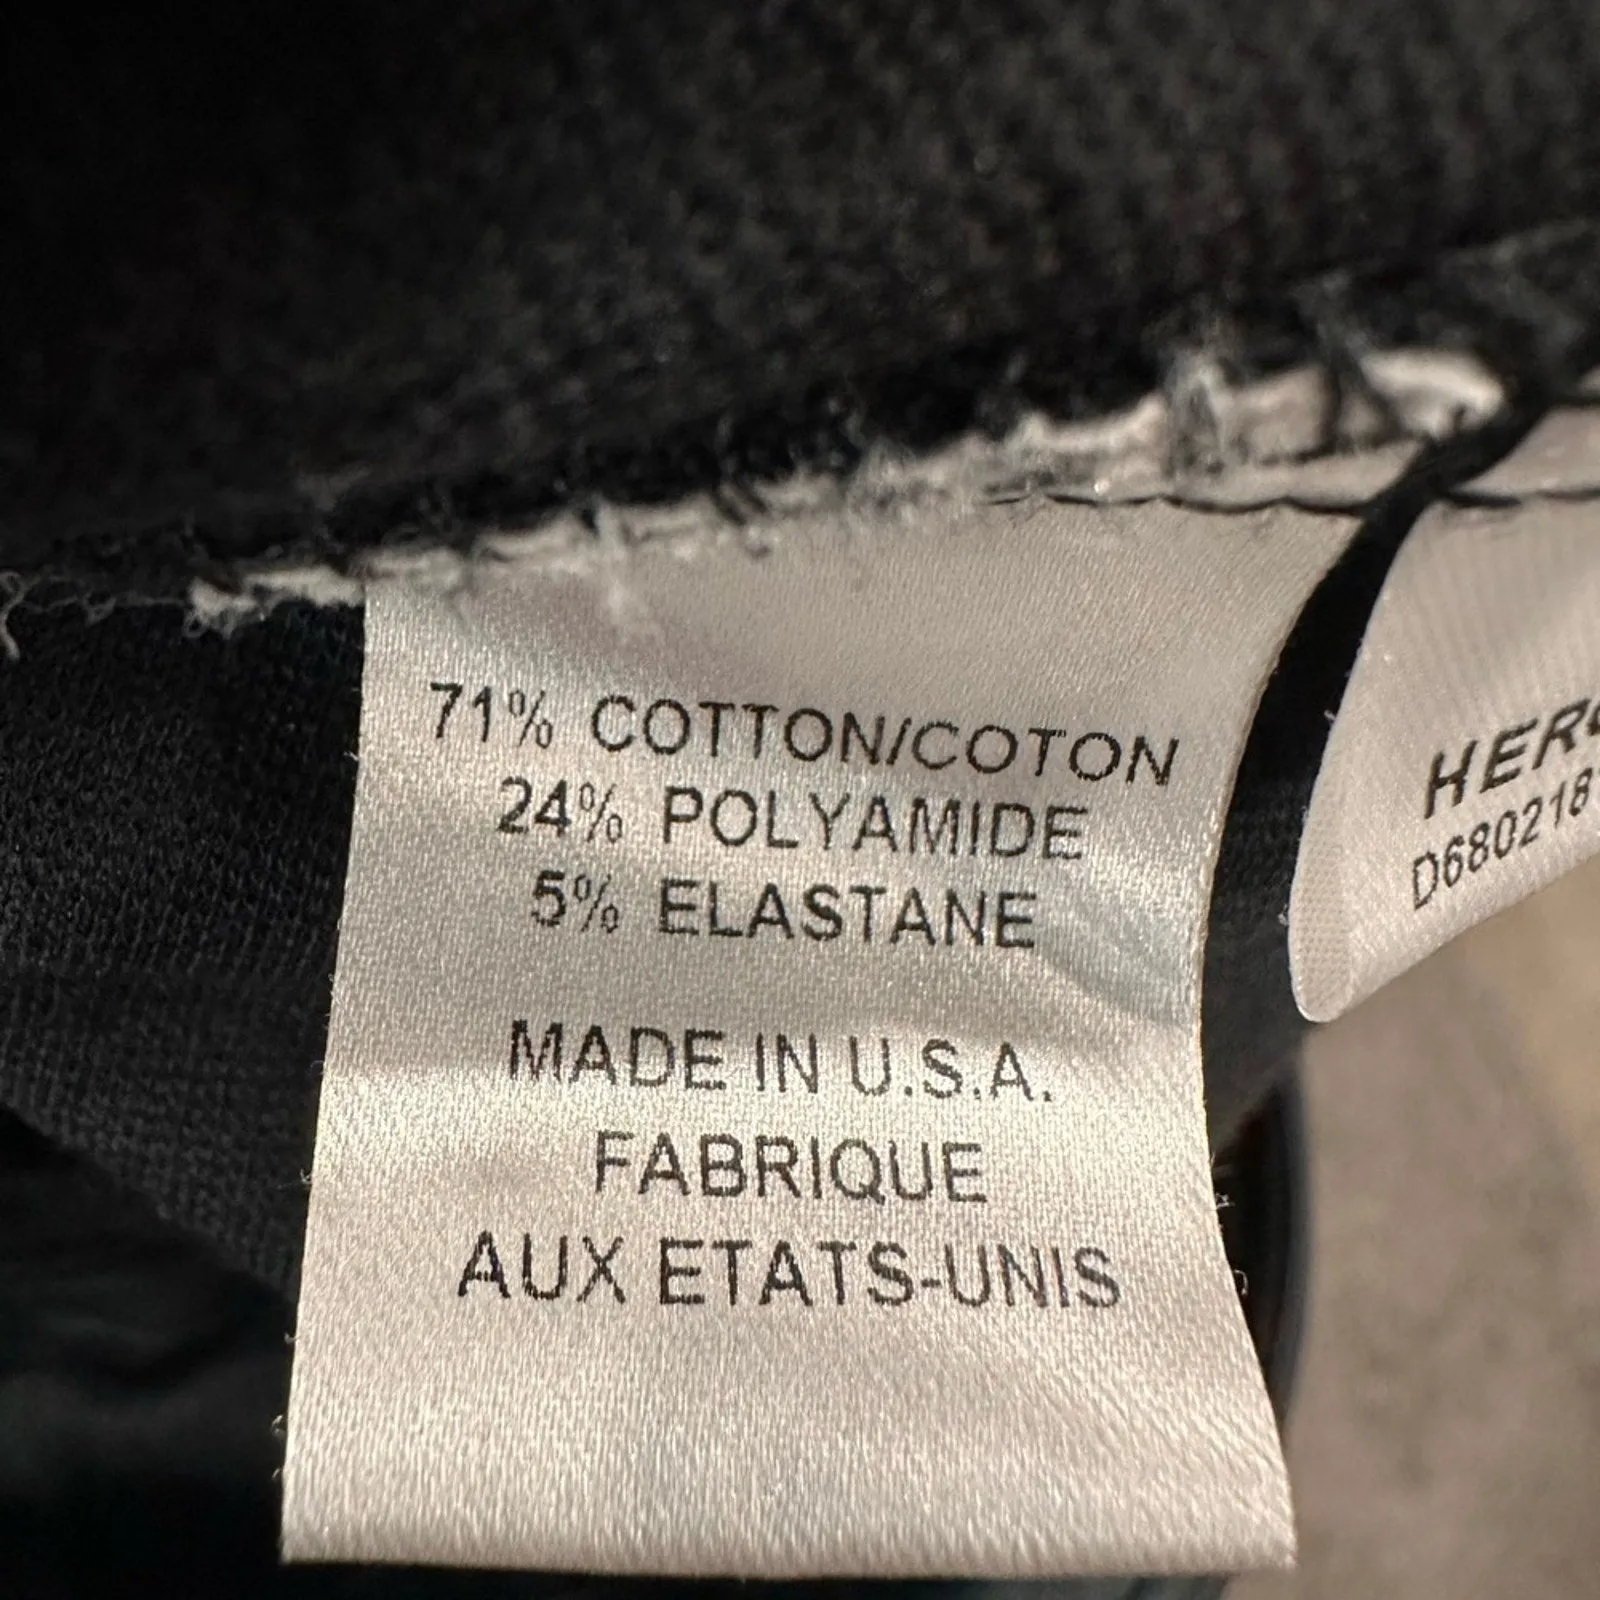 71% COTTON/COTON
24% POLYAMIDE
5% ELASTANE
MADE IN U.S.A.
FABRIQUE
AUX ETATS-UNIS